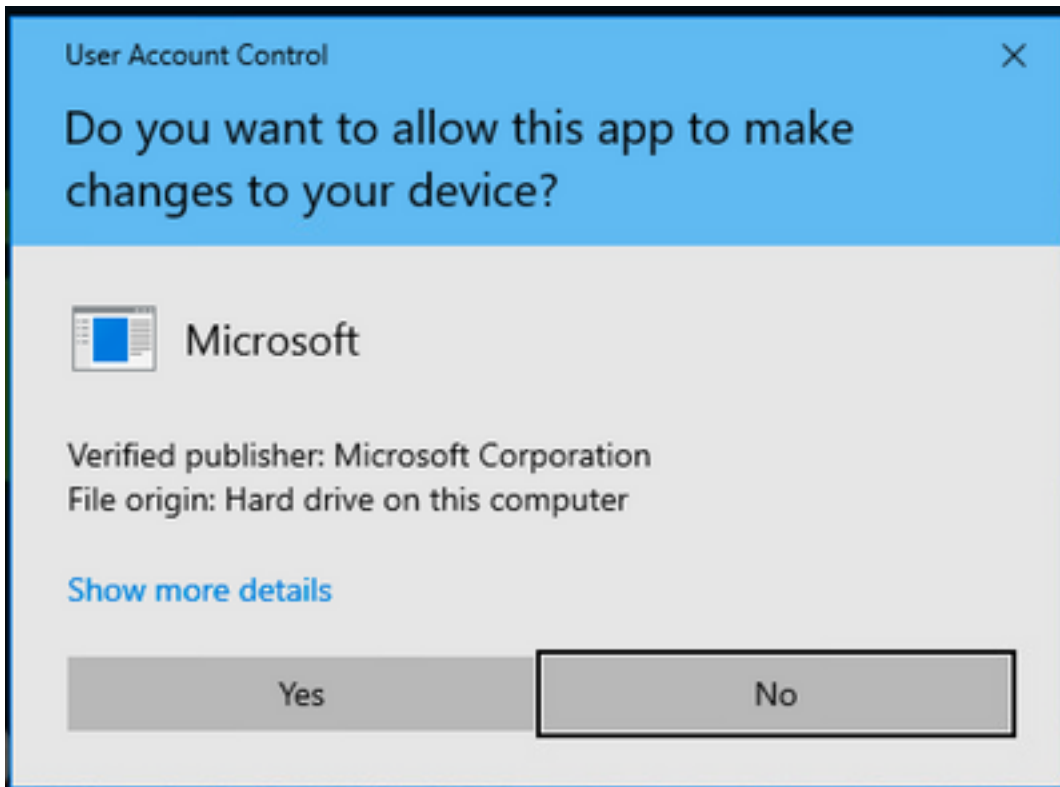 User Account Control
Do you want to allow this app to make
changes to your device?
Microsoft
Verified publisher: Microsoft Corporation
File origin: Hard drive on this computer
Show more details
Yes
No